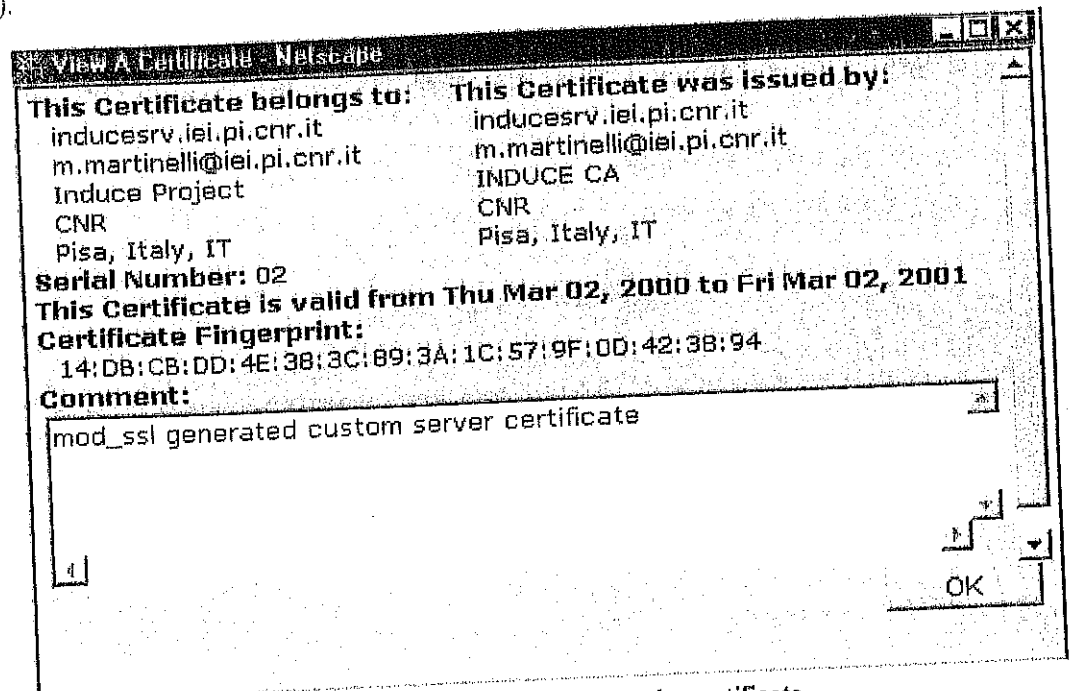 ).
View A Certificate - Netscape
This Certificate belongs to:
inducesrv.iei.pi.cnr.it
m.martinelli@iei.pi.cnr.it
Induce Project
CNR
Pisa, Italy, IT
This Certificate was issued by:
inducesrv.iei.pi.cnr.it
m.martinelli@iei.pi.cnr.it
INDUCE CA
CNR
Pisa, Italy, IT
Serial Number: 02
This Certificate is valid from Thu Mar 02, 2000 to Fri Mar 02, 2001
Certificate Fingerprint:
14:DB:CB:DD:4E:38:3C:89:3A:1C:57:9F:0D:42:38:94
Comment:
mod_ssl generated custom server certificate
OK
certificate